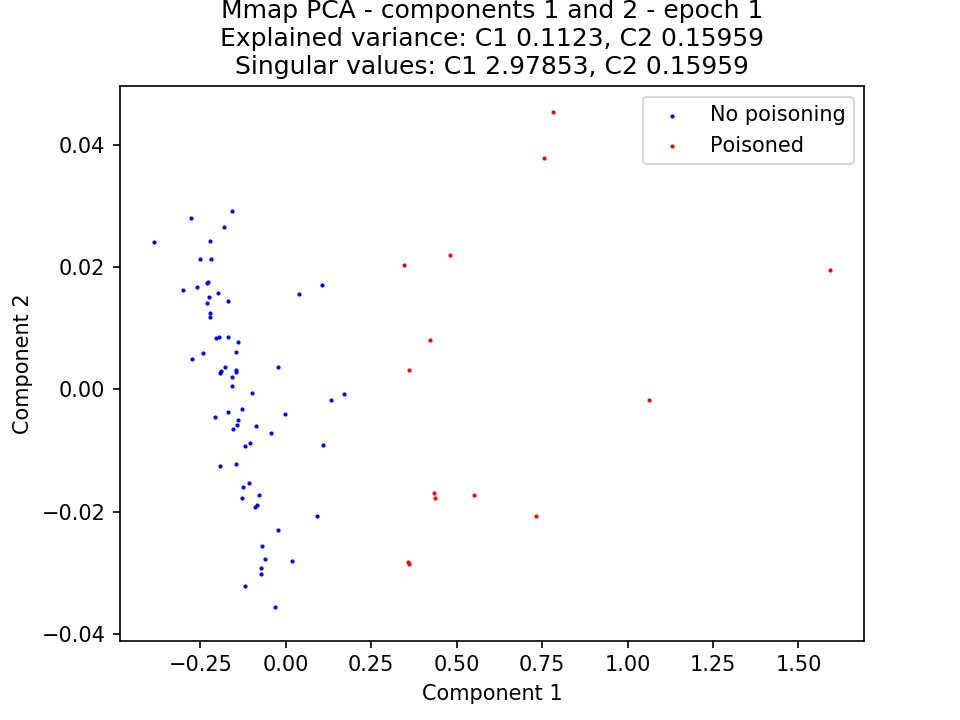 Mmap PCA - components 1 and 2 - epoch 1
Explained variance: C1 0.1123, C2 0.15959
Singular values: C1 2.97853, C2 0.15959
No poisoning
Poisoned
0.04
0.02
0.00
−0.02
−0.04
Component 2
−0.25 0.00 0.25 0.50 0.75 1.00 1.25 1.50
Component 1